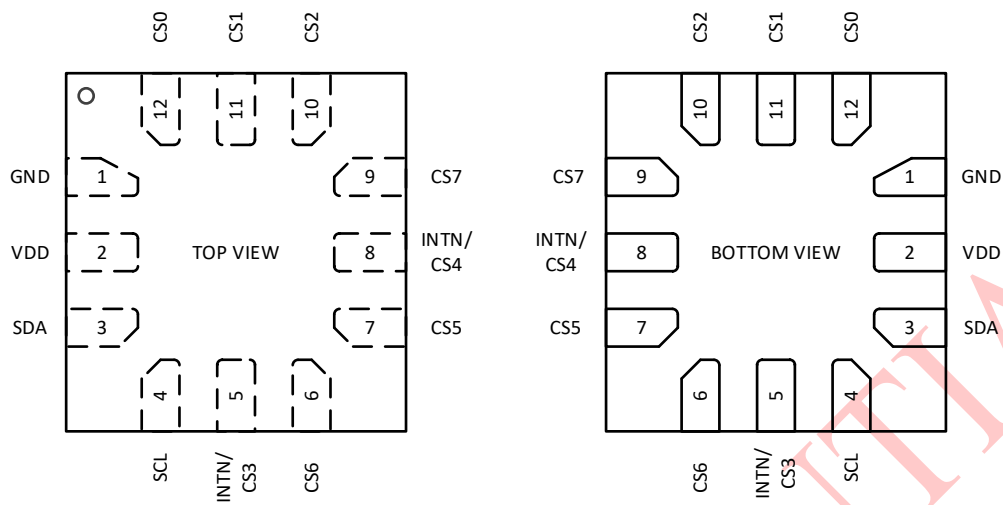 CS0 CS1 CS2
12 11 10
GND 1 9 CS7
VDD 2 TOP VIEW 8 INTN/
CS4
SDA 3 7 CS5
4 5 6
SCL INTN/ CS6
CS3
CS2 CS1 CS0
10 11 12
CS7 9 1 GND
INTN/
CS4 8 BOTTOM VIEW 2 VDD
CS5 7 3 SDA
6 5 4
CS6 INTN/ SCL
CS3